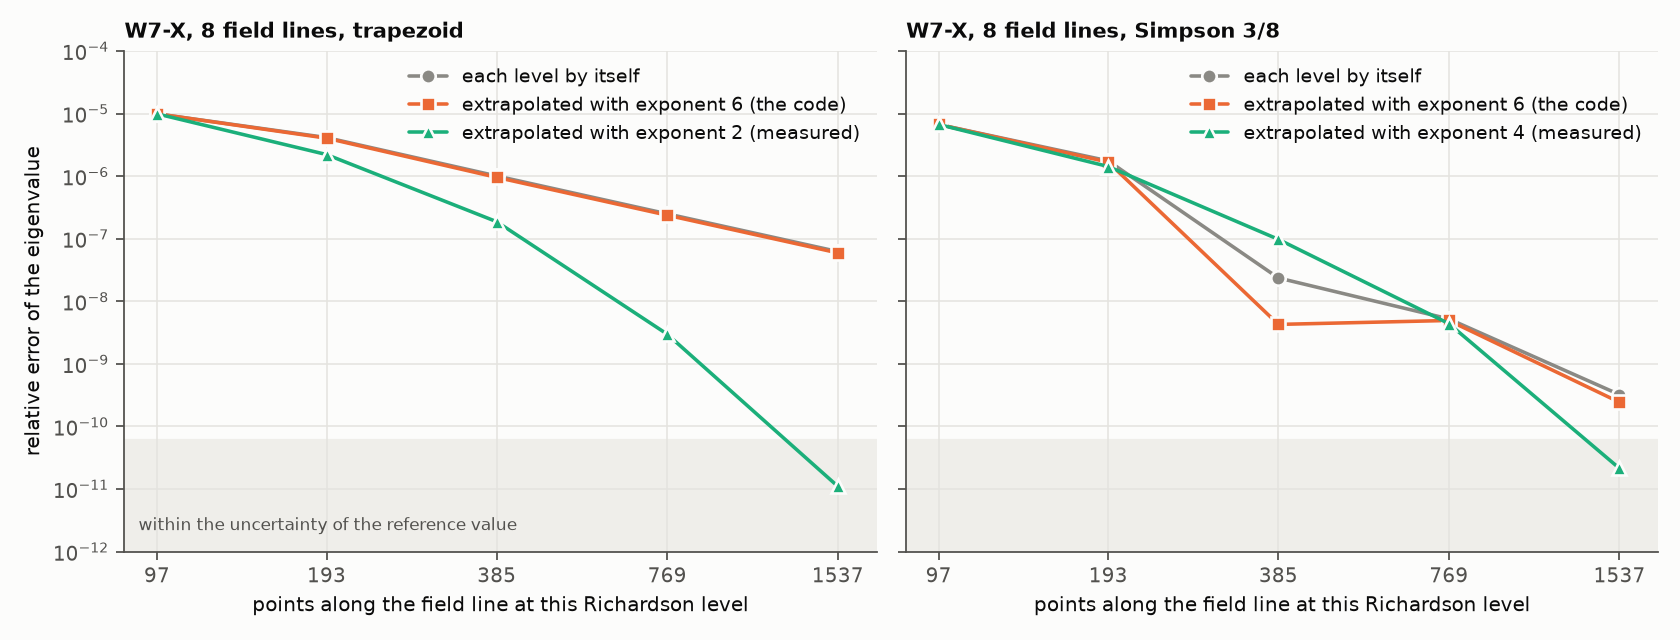 W7-X, 8 field lines, trapezoid
each level by itself
extrapolated with exponent 6 (the code)
extrapolated with exponent 2 (measured)
relative error of the eigenvalue
10⁻⁴
10⁻⁵
10⁻⁶
10⁻⁷
10⁻⁸
10⁻⁹
10⁻¹⁰
10⁻¹¹
10⁻¹²
within the uncertainty of the reference value
97 193 385 769 1537
points along the field line at this Richardson level
W7-X, 8 field lines, Simpson 3/8
each level by itself
extrapolated with exponent 6 (the code)
extrapolated with exponent 4 (measured)
97 193 385 769 1537
points along the field line at this Richardson level